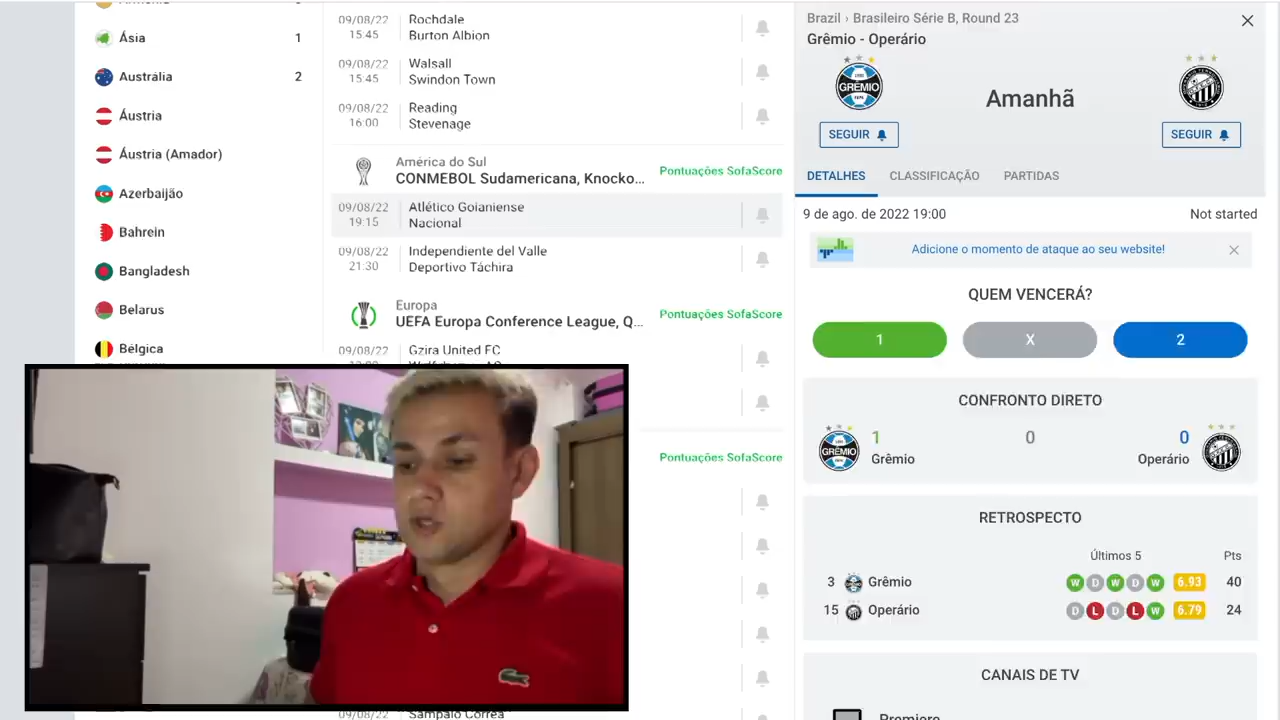 Ásia 1
Austrália 2
Áustria
Áustria (Amador)
Azerbaijão
Bahrein
Bangladesh
Belarus
Bélgica
09/08/22 Rochdale
15:45 Burton Albion
09/08/22 Walsall
15:45 Swindon Town
09/08/22 Reading
16:00 Stevenage
América do Sul
CONMEBOL Sudamericana, Knocko...
Pontuações SofaScore
09/08/22 Atlético Goianiense
19:15 Nacional
09/08/22 Independiente del Valle
21:30 Deportivo Táchira
Europa
UEFA Europa Conference League, Q...
Pontuações SofaScore
09/08/22 Gzira United FC
Pontuações SofaScore
09/08/22 Sampaio Corrêa
Brazil › Brasileiro Série B, Round 23
Grêmio - Operário
GRÊMIO
Amanhã
SEGUIR
SEGUIR
DETALHES CLASSIFICAÇÃO PARTIDAS
9 de ago. de 2022 19:00 Not started
Adicione o momento de ataque ao seu website!
QUEM VENCERÁ?
1 X 2
CONFRONTO DIRETO
GRÊMIO
1 0 0
Grêmio Operário
RETROSPECTO
Últimos 5 Pts
3 Grêmio W D W D W 6.93 40
15 Operário D L D L W 6.79 24
CANAIS DE TV
Premiere